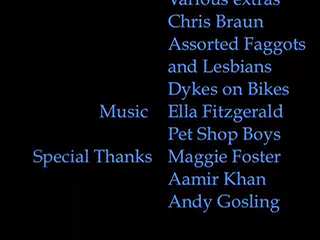 Various extras
Chris Braun
Assorted Faggots
and Lesbians
Dykes on Bikes
Music Ella Fitzgerald
Pet Shop Boys
Special Thanks Maggie Foster
Aamir Khan
Andy Gosling